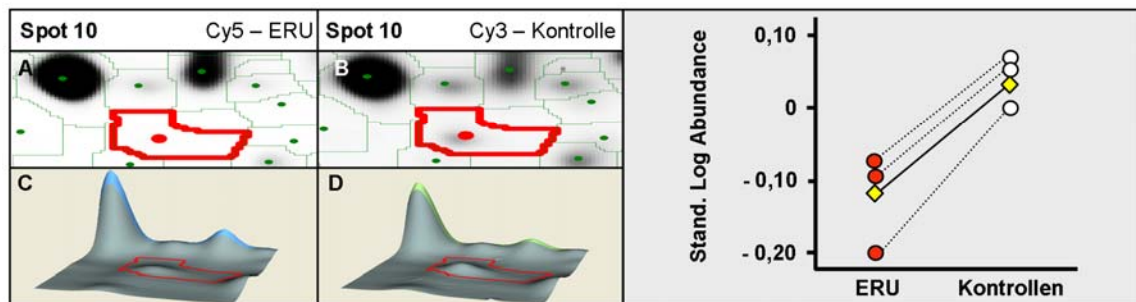 Spot 10 Cy5 – ERU
Spot 10 Cy3 – Kontrolle
A
B
C
D
Stand. Log Abundance
0,10
0
- 0,10
- 0,20
ERU Kontrollen